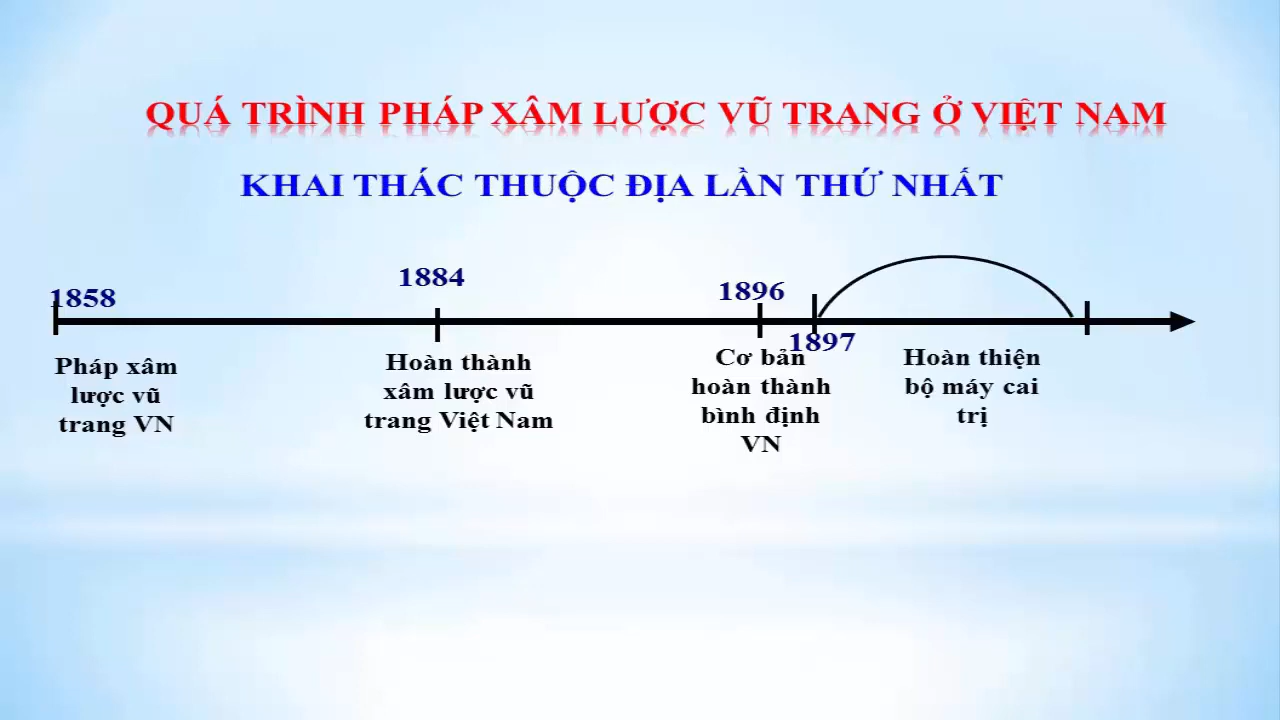 QUÁ TRÌNH PHÁP XÂM LƯỢC VŨ TRANG Ở VIỆT NAM
KHAI THÁC THUỘC ĐỊA LẦN THỨ NHẤT
1858
1884
1896
1897
Pháp xâm
lược vũ
trang VN
Hoàn thành
xâm lược vũ
trang Việt Nam
Cơ bản
hoàn thành
bình định
VN
Hoàn thiện
bộ máy cai
trị